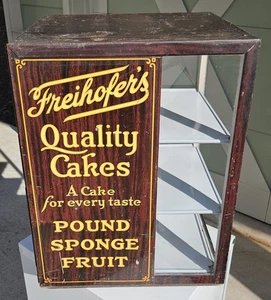 Freihofer's
Quality
Cakes
A Cake
for every taste
POUND
SPONGE
FRUIT